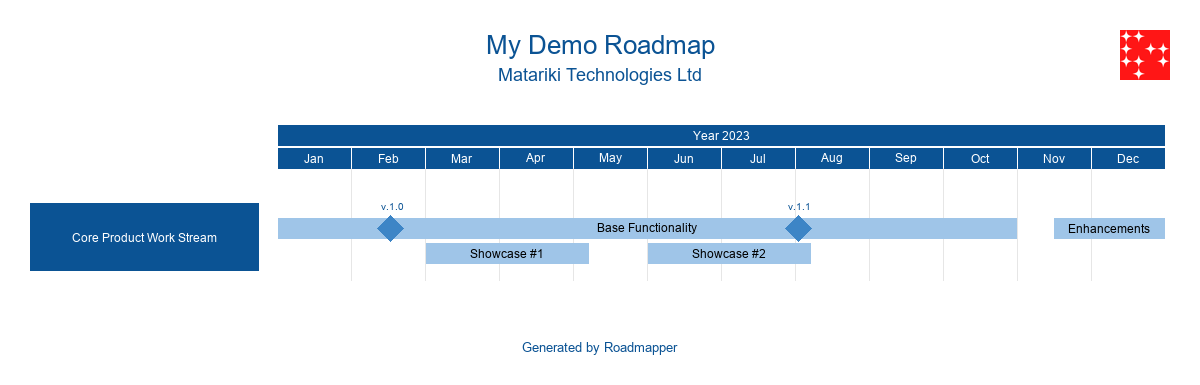 My Demo Roadmap
Matariki Technologies Ltd
Year 2023
Jan Feb Mar Apr May Jun Jul Aug Sep Oct Nov Dec
v.1.0 v.1.1
Core Product Work Stream
Base Functionality Enhancements
Showcase #1 Showcase #2
Generated by Roadmapper